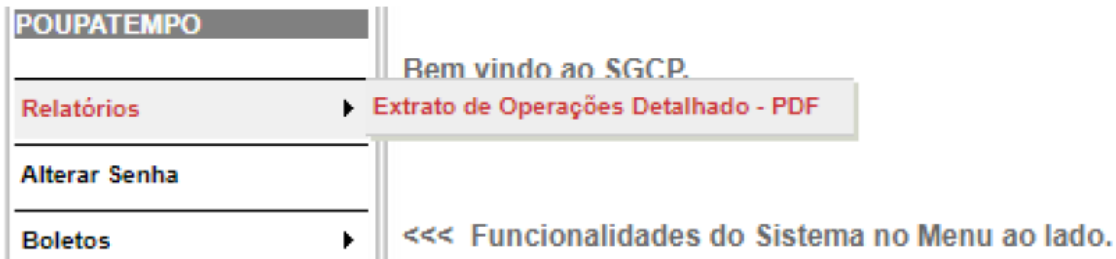 POUPATEMPO
Bem vindo ao SGCP.
Relatórios
Extrato de Operações Detalhado - PDF
Alterar Senha
Boletos
<<< Funcionalidades do Sistema no Menu ao lado.